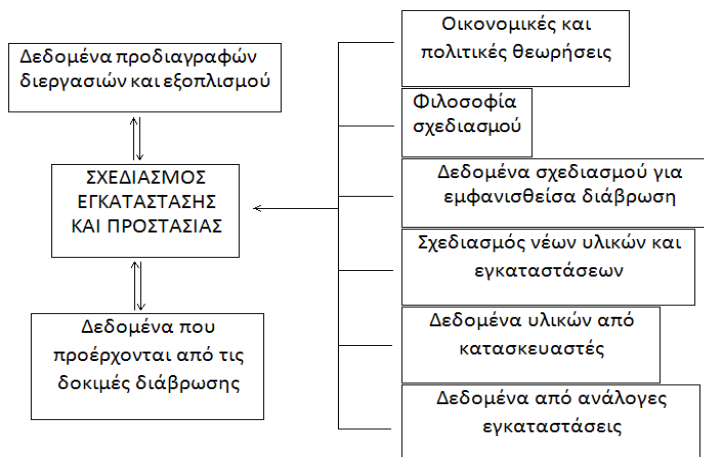 Δεδομένα προδιαγραφών
διεργασιών και εξοπλισμού
ΣΧΕΔΙΑΣΜΟΣ
ΕΓΚΑΤΑΣΤΑΣΗΣ
ΚΑΙ ΠΡΟΣΤΑΣΙΑΣ
Δεδομένα που
προέρχονται από τις
δοκιμές διάβρωσης
Οικονομικές και
πολιτικές θεωρήσεις
Φιλοσοφία
σχεδιασμού
Δεδομένα σχεδιασμού για
εμφανισθείσα διάβρωση
Σχεδιασμός νέων υλικών και
εγκαταστάσεων
Δεδομένα υλικών από
κατασκευαστές
Δεδομένα από ανάλογες
εγκαταστάσεις